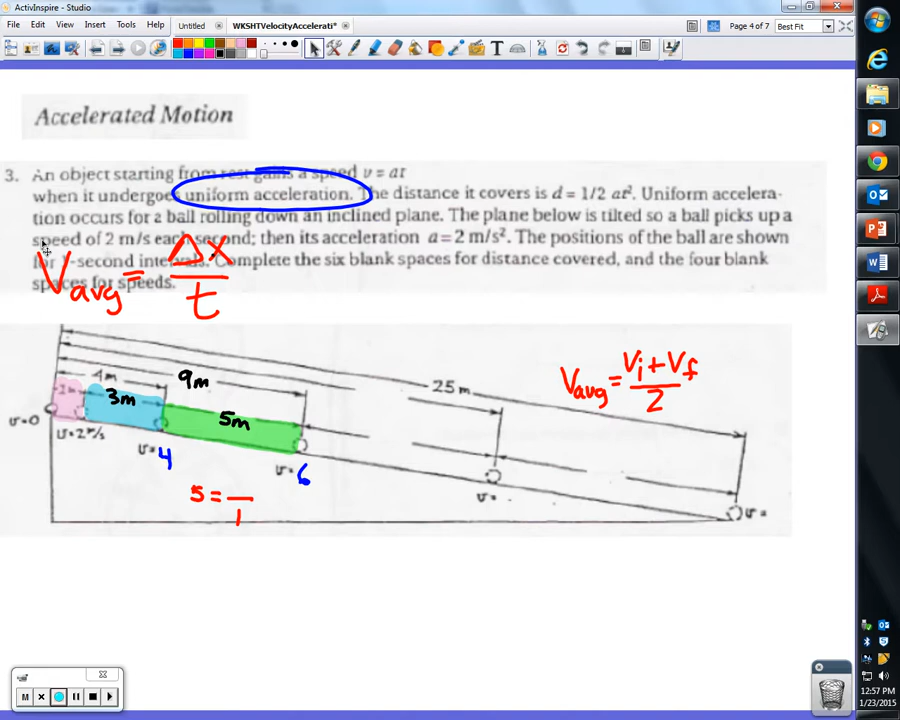 ActivInspire - Studio
File Edit View Insert Tools Help
Untitled
WKSHTVelocityAccelerati*
Page 4 of 7
Best Fit
Accelerated Motion
3. An object starting from rest gains a speed v = at
when it undergoes uniform acceleration. The distance it covers is d = 1/2 at². Uniform accelera-
tion occurs for a ball rolling down an inclined plane. The plane below is tilted so a ball picks up a
speed of 2 m/s each second; then its acceleration a=2 m/s². The positions of the ball are shown
for 1-second intervals. Complete the six blank spaces for distance covered, and the four blank
spaces for speeds.
Vavg = Δx
t
25 m
Vavg = Vi + Vf
2
4m
9m
1m
3m
5m
v=0
v=2 m/s
v= 4
v= 6
v=
v=
5 = __
1
12:57 PM
1/23/2015